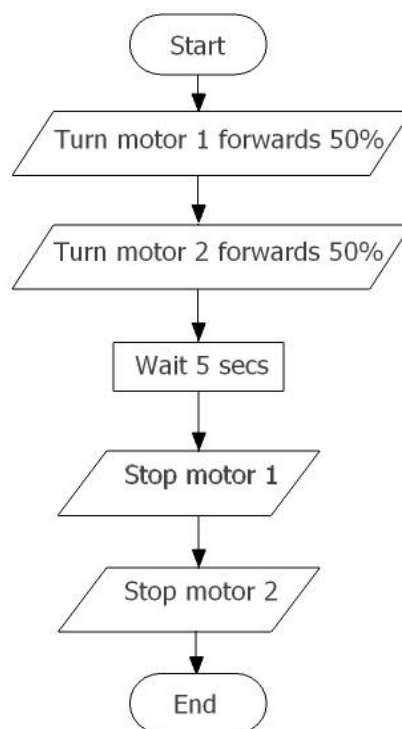 Start
Turn motor 1 forwards 50%
Turn motor 2 forwards 50%
Wait 5 secs
Stop motor 1
Stop motor 2
End